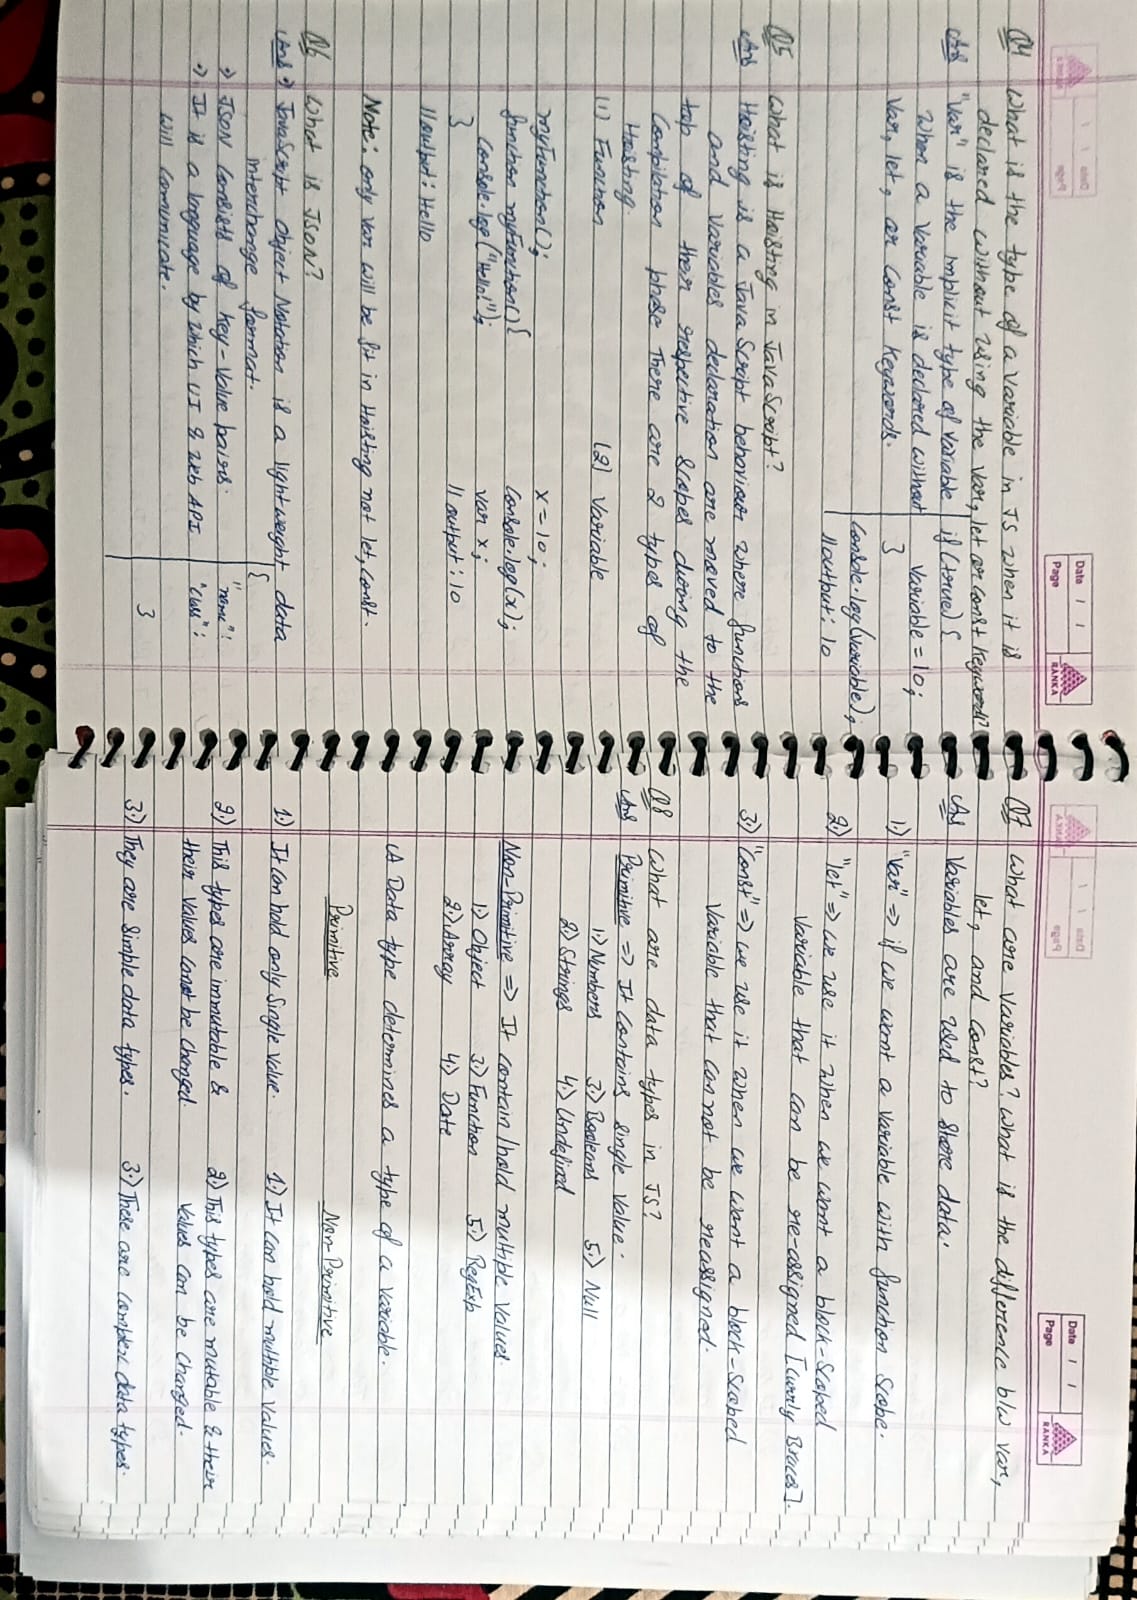 Date / /
Page
RANKA
Q4 What is the type of a variable in JS when it is
declared without using the var, let or const keyword?
Ans "Var" is the implicit type of variable
When a variable is declared without
var, let, or const keywords.
if(true) {
variable = 10;
}
console.log(variable);
//output: 10
Q5 What is Hoisting in JavaScript?
Ans Hoisting is a JavaScript behaviour where functions
and variables declaration are moved to the
top of their respective scopes during the
compilation phase There are 2 types of
Hoisting.
(1) Function (2) Variable
myFunction(); x = 10;
function myFunction() { console.log(x);
console.log("Hello!"); var x;
} // output: 10
//output: Hello
Note: only var will be fit in Hoisting not let, const.
Q6 What is JSON?
Ans → JavaScript Object Notation is a lightweight data
interchange format.
→ JSON consists of key-value pairs.
→ It is a language by which UI & web API
will comunicate.
{
"name":
"class":
}
Date / /
Page
RANKA
Q7 What are Variables? What is the difference b/w var,
let, and const?
Ans Variables are used to store data.
1) "var" => if we want a variable with function scope.
2) "let" => we use it when we want a block-scoped
variable that can be re-assigned [Curly Braces].
3) "const" => we use it when we want a block-scoped
variable that can not be reassigned.
Q8 What are data types in JS?
Ans Primitive => It contains single value.
1) Numbers 3) Booleans 5.) Null
2) Strings 4.) Undefined
Non-Primitive => It contain/hold multiple values.
1) Object 3.) Function 5.) RegExp
2.) Array 4.) Date
A Data type determines a type of a variable.
Primitive Non-Primitive
1.) It can hold only single value. 1.) It can hold multiple values.
2.) This types are immutable & 2) This types are mutable & their
their values cannot be changed. values can be changed.
3.) They are simple data types. 3.) These are complex data types.